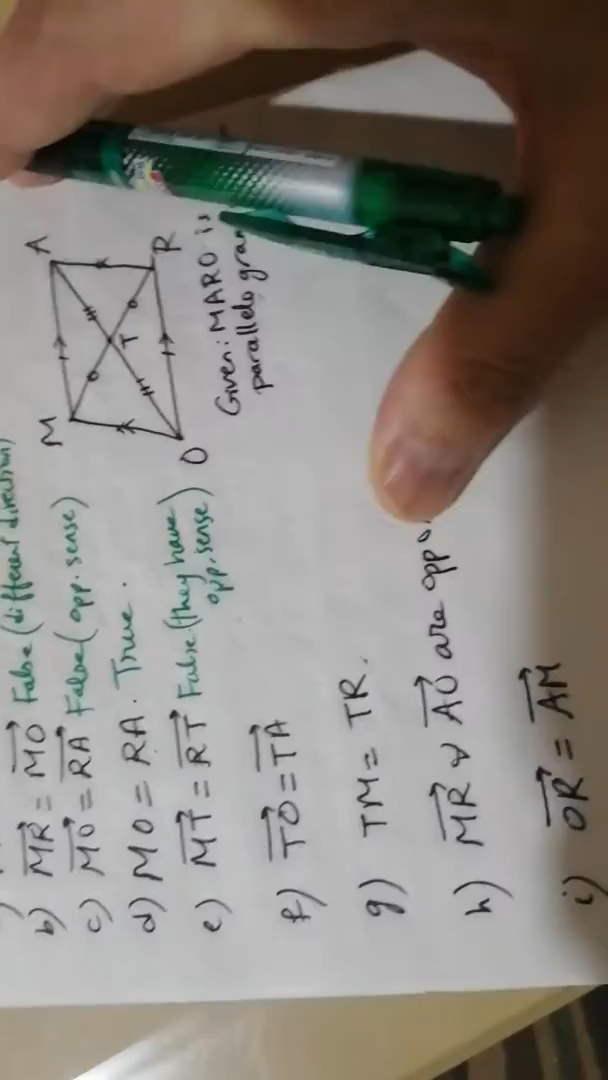 b) MR = MO False (different direction)
c) MO = RA False (opp. sense)
d) MO = RA. True.
e) MT = RT False (they have
opp. sense)
f) TO = TA
g) TM = TR.
h) MR & AO are oppo
i) OR = AM
A
R
T
M
O
Given: MARO is
parallelogram